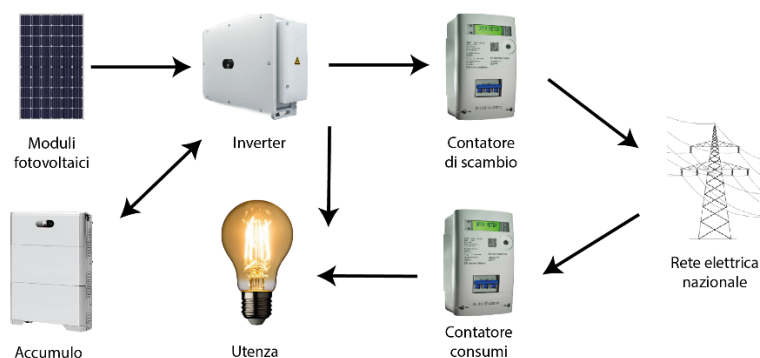 Moduli
fotovoltaici
Inverter
Contatore
di scambio
Rete elettrica
nazionale
Accumulo
Utenza
Contatore
consumi